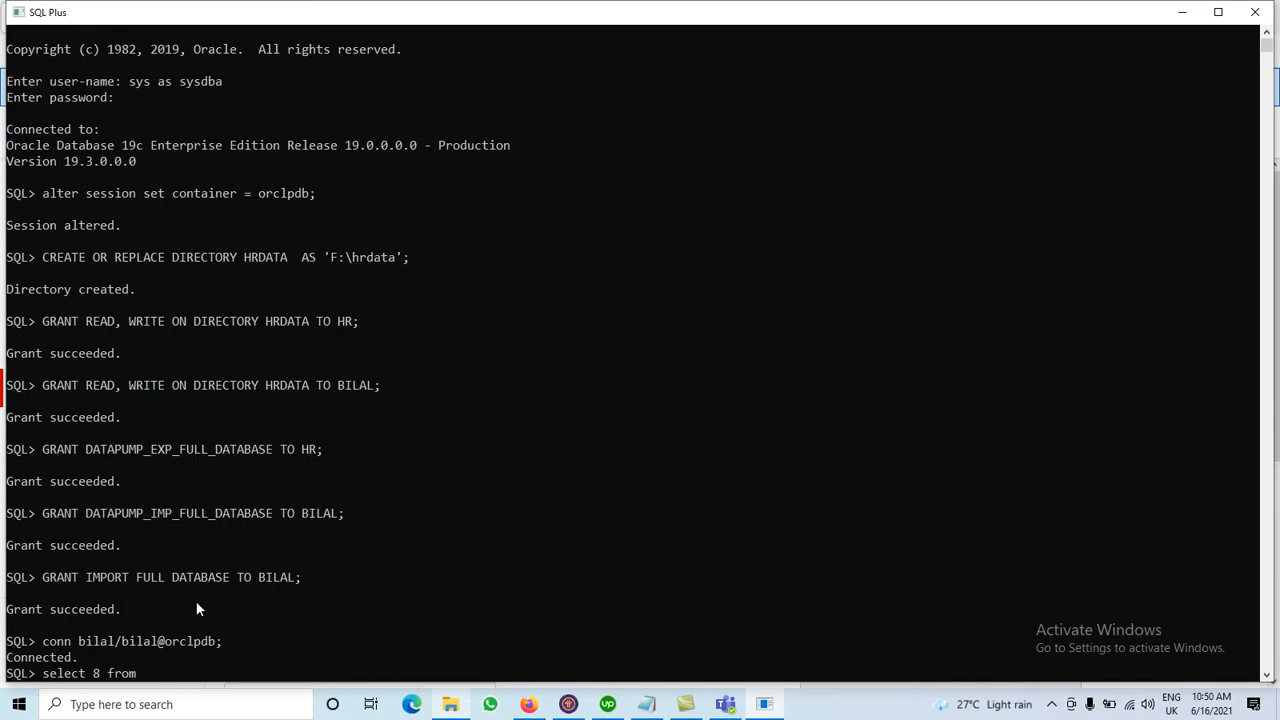 SQL Plus
Copyright (c) 1982, 2019, Oracle.  All rights reserved.
Enter user-name: sys as sysdba
Enter password:
Connected to:
Oracle Database 19c Enterprise Edition Release 19.0.0.0.0 - Production
Version 19.3.0.0.0
SQL> alter session set container = orclpdb;
Session altered.
SQL> CREATE OR REPLACE DIRECTORY HRDATA  AS 'F:\hrdata';
Directory created.
SQL> GRANT READ, WRITE ON DIRECTORY HRDATA TO HR;
Grant succeeded.
SQL> GRANT READ, WRITE ON DIRECTORY HRDATA TO BILAL;
Grant succeeded.
SQL> GRANT DATAPUMP_EXP_FULL_DATABASE TO HR;
Grant succeeded.
SQL> GRANT DATAPUMP_IMP_FULL_DATABASE TO BILAL;
Grant succeeded.
SQL> GRANT IMPORT FULL DATABASE TO BILAL;
Grant succeeded.
SQL> conn bilal/bilal@orclpdb;
Connected.
SQL> select 8 from
Activate Windows
Go to Settings to activate Windows.
Type here to search
up
27°C Light rain
ENG
UK
10:50 AM
6/16/2021